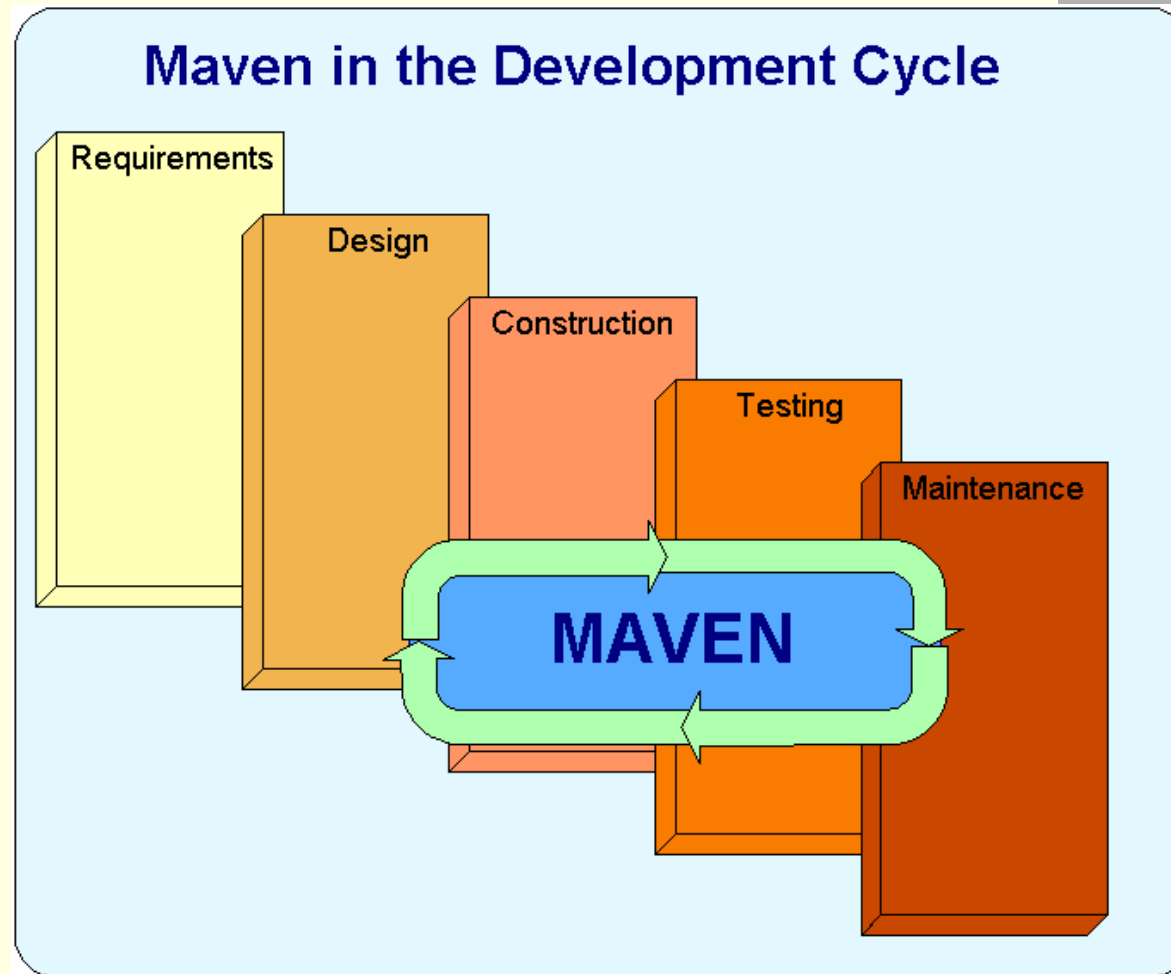 Maven in the Development Cycle
Requirements
Design
Construction
Testing
Maintenance
MAVEN